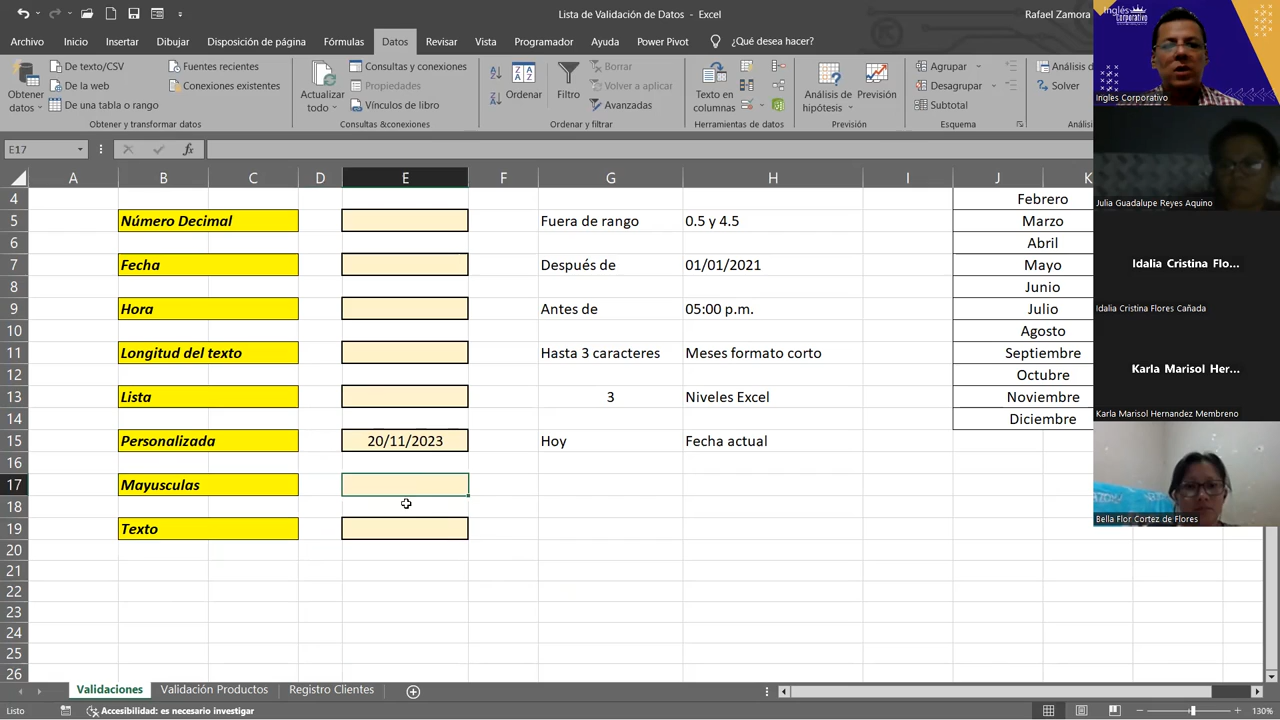 Lista de Validación de Datos - Excel
Rafael Zamora
Archivo Inicio Insertar Dibujar Disposición de página Fórmulas Datos Revisar Vista Programador Ayuda Power Pivot ¿Qué desea hacer?
Obtener datos
De texto/CSV
De la web
De una tabla o rango
Fuentes recientes
Conexiones existentes
Obtener y transformar datos
Actualizar todo
Consultas y conexiones
Propiedades
Vínculos de libro
Consultas &conexiones
Ordenar
Filtro
Borrar
Volver a aplicar
Avanzadas
Ordenar y filtrar
Texto en columnas
Herramientas de datos
Análisis de hipótesis
Previsión
Previsión
Agrupar
Desagrupar
Subtotal
Esquema
Análisis d
Solver
Anális
E17
fx
A B C D E F G H I J K
4 Febrero
5 Número Decimal Fuera de rango 0.5 y 4.5 Marzo
6 Abril
7 Fecha Después de 01/01/2021 Mayo
8 Junio
9 Hora Antes de 05:00 p.m. Julio
10 Agosto
11 Longitud del texto Hasta 3 caracteres Meses formato corto Septiembre
12 Octubre
13 Lista 3 Niveles Excel Noviembre
14 Diciembre
15 Personalizada 20/11/2023 Hoy Fecha actual
16
17 Mayusculas
18
19 Texto
20
21
22
23
24
25
26
Validaciones Validación Productos Registro Clientes
Listo Accesibilidad: es necesario investigar 130%
Inglés
Corporativo
Ingles Corporativo
Julia Guadalupe Reyes Aquino
Idalia Cristina Flo...
Idalia Cristina Flores Cañada
Karla Marisol Her...
Karla Marisol Hernandez Membreno
Bella Flor Cortez de Flores